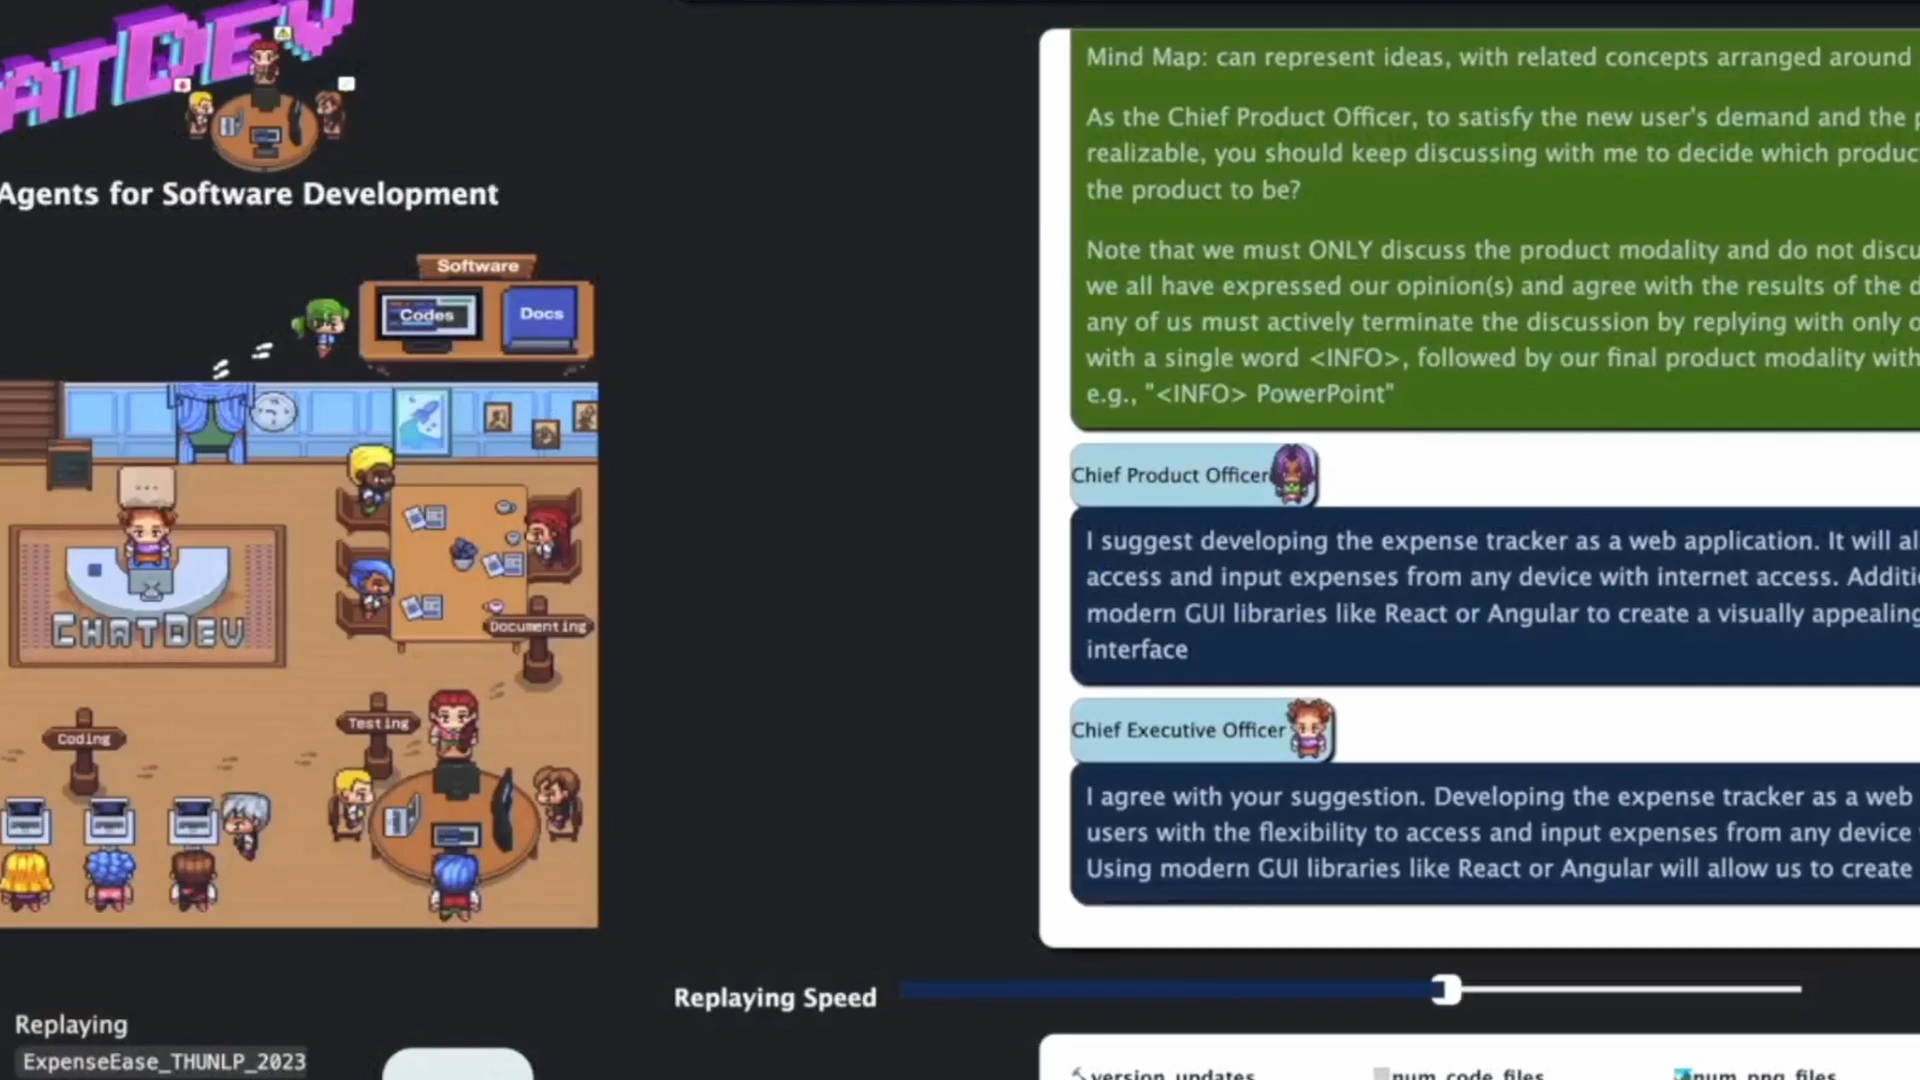 ATDEV
Agents for Software Development
Software
Codes
Docs
CHATDEV
Documenting
Testing
Coding
Replaying
ExpenseEase_THUNLP_2023
Mind Map: can represent ideas, with related concepts arranged around
As the Chief Product Officer, to satisfy the new user's demand and the p
realizable, you should keep discussing with me to decide which produc
the product to be?
Note that we must ONLY discuss the product modality and do not discu
we all have expressed our opinion(s) and agree with the results of the d
any of us must actively terminate the discussion by replying with only o
with a single word <INFO>, followed by our final product modality with
e.g., "<INFO> PowerPoint"
Chief Product Officer
I suggest developing the expense tracker as a web application. It will al
access and input expenses from any device with internet access. Additi
modern GUI libraries like React or Angular to create a visually appealing
interface
Chief Executive Officer
I agree with your suggestion. Developing the expense tracker as a web
users with the flexibility to access and input expenses from any device
Using modern GUI libraries like React or Angular will allow us to create
Replaying Speed
version_updates
num_code_files
num_png_files